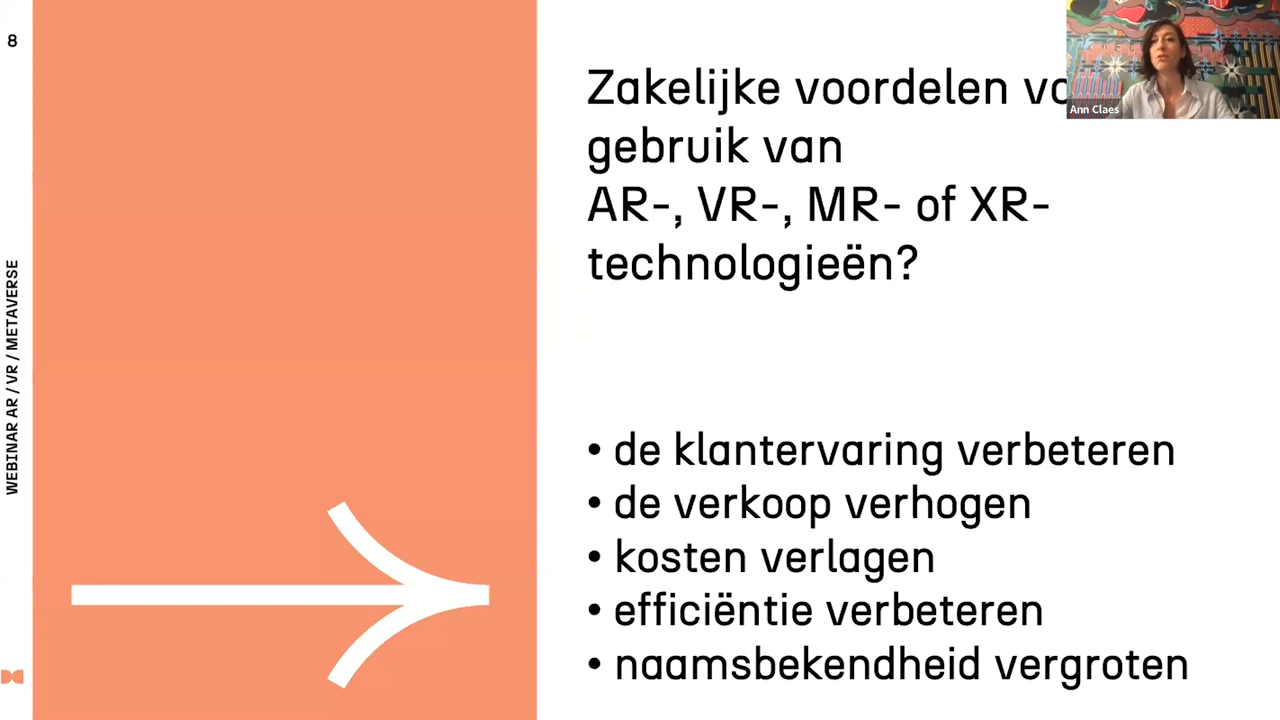 8
WEBINAR AR / VR / METAVERSE
Zakelijke voordelen
gebruik van
AR-, VR-, MR- of XR-
technologieën?
• de klantervaring verbeteren
• de verkoop verhogen
• kosten verlagen
• efficiëntie verbeteren
• naamsbekendheid vergroten
Ann Claes